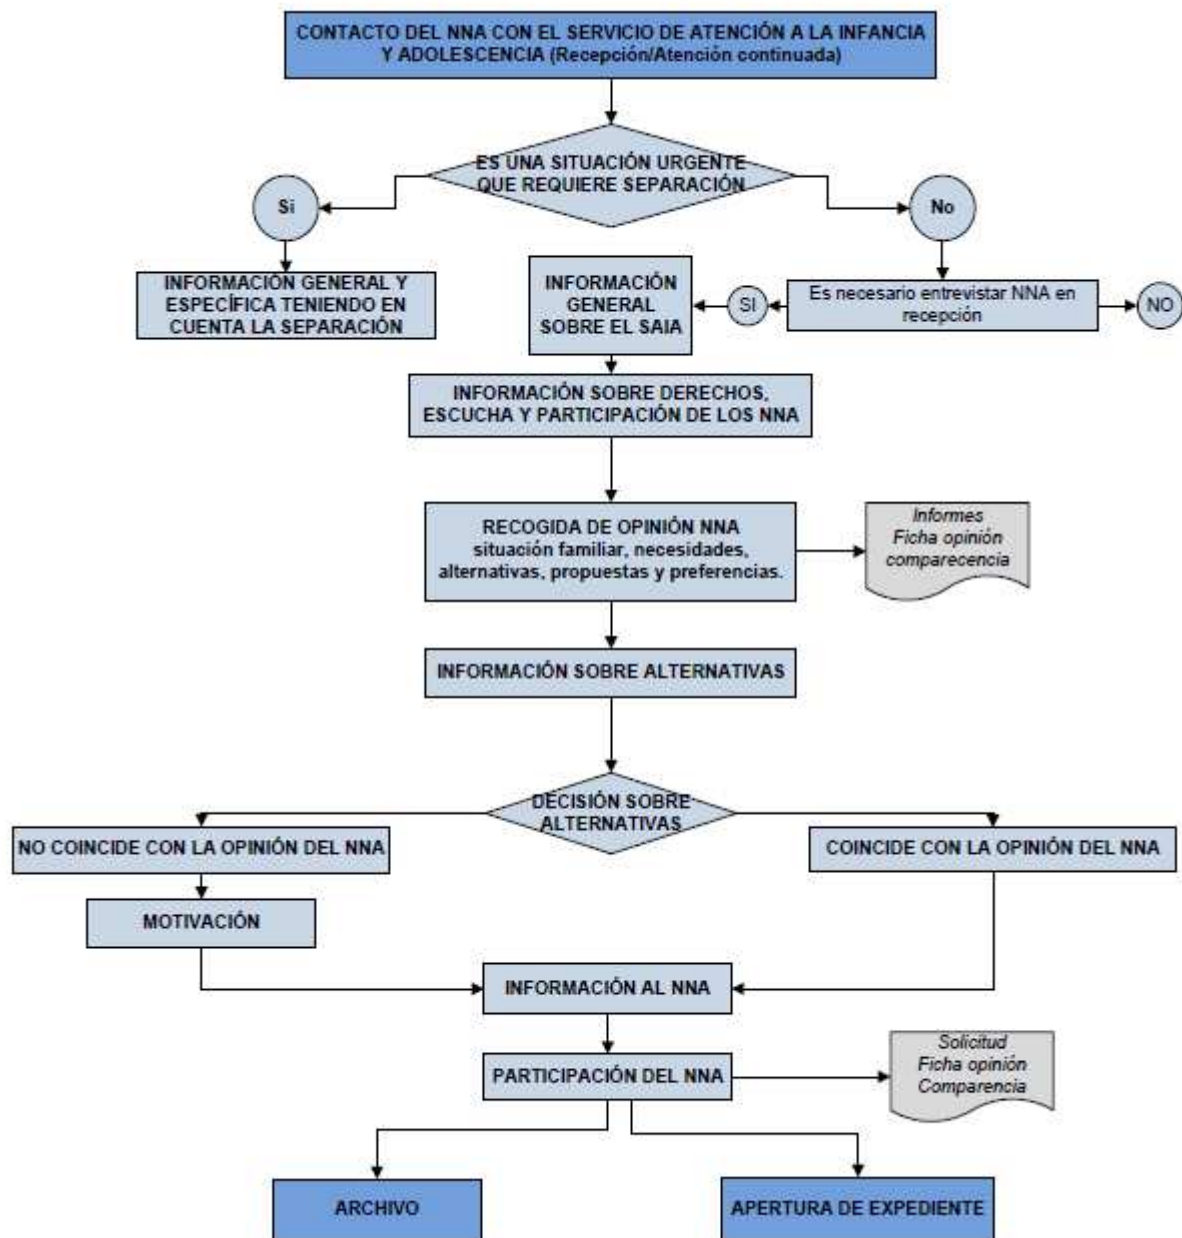 CONTACTO DEL NNA CON EL SERVICIO DE ATENCIÓN A LA INFANCIA
Y ADOLESCENCIA (Recepción/Atención continuada)
ES UNA SITUACIÓN URGENTE
QUE REQUIERE SEPARACIÓN
Si
No
INFORMACIÓN GENERAL Y
ESPECÍFICA TENIENDO EN
CUENTA LA SEPARACIÓN
INFORMACIÓN
GENERAL
SOBRE EL SAIA
SI
Es necesario entrevistar NNA en
recepción
NO
INFORMACIÓN SOBRE DERECHOS,
ESCUCHA Y PARTICIPACIÓN DE LOS NNA
RECOGIDA DE OPINIÓN NNA
situación familiar, necesidades,
alternativas, propuestas y preferencias.
Informes
Ficha opinión
comparecencia
INFORMACIÓN SOBRE ALTERNATIVAS
DECISIÓN SOBRE
ALTERNATIVAS
NO COINCIDE CON LA OPINIÓN DEL NNA
COINCIDE CON LA OPINIÓN DEL NNA
MOTIVACIÓN
INFORMACIÓN AL NNA
PARTICIPACIÓN DEL NNA
Solicitud
Ficha opinión
Comparencia
ARCHIVO
APERTURA DE EXPEDIENTE